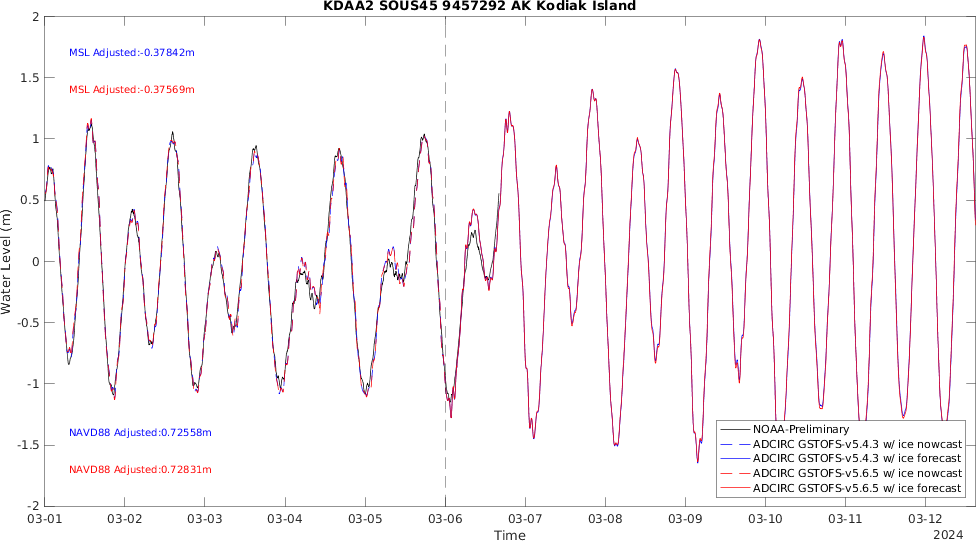 KDAA2 SOUS45 9457292 AK Kodiak Island
2
1.5
1
0.5
0
-0.5
-1
-1.5
-2
Water Level (m)
MSL Adjusted:-0.37842m
MSL Adjusted:-0.37569m
NAVD88 Adjusted:0.72558m
NAVD88 Adjusted:0.72831m
NOAA-Preliminary
ADCIRC GSTOFS-v5.4.3 w/ ice nowcast
ADCIRC GSTOFS-v5.4.3 w/ ice forecast
ADCIRC GSTOFS-v5.6.5 w/ ice nowcast
ADCIRC GSTOFS-v5.6.5 w/ ice forecast
03-01 03-02 03-03 03-04 03-05 03-06 03-07 03-08 03-09 03-10 03-11 03-12
Time
2024